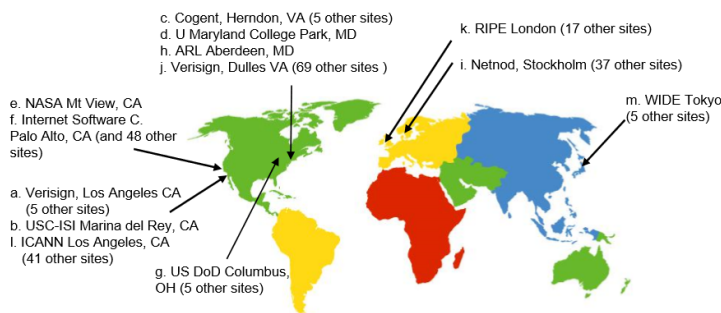 c. Cogent, Herndon, VA (5 other sites)
d. U Maryland College Park, MD
h. ARL Aberdeen, MD
j. Verisign, Dulles VA (69 other sites )
k. RIPE London (17 other sites)
i. Netnod, Stockholm (37 other sites)
m. WIDE Tokyo
(5 other sites)
e. NASA Mt View, CA
f. Internet Software C.
Palo Alto, CA (and 48 other
sites)
a. Verisign, Los Angeles CA
(5 other sites)
b. USC-ISI Marina del Rey, CA
l. ICANN Los Angeles, CA
(41 other sites)
g. US DoD Columbus,
OH (5 other sites)